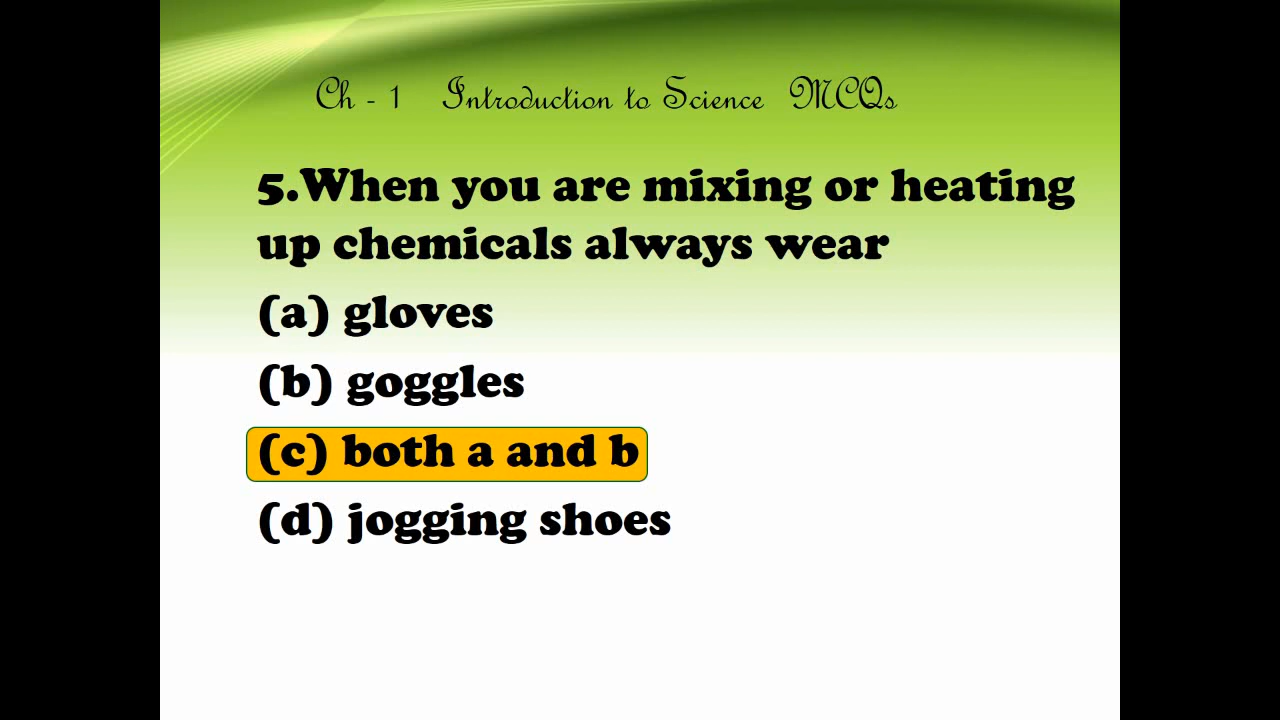 Ch - 1 Introduction to Science MCQs
5.When you are mixing or heating
up chemicals always wear
(a) gloves
(b) goggles
(c) both a and b
(d) jogging shoes